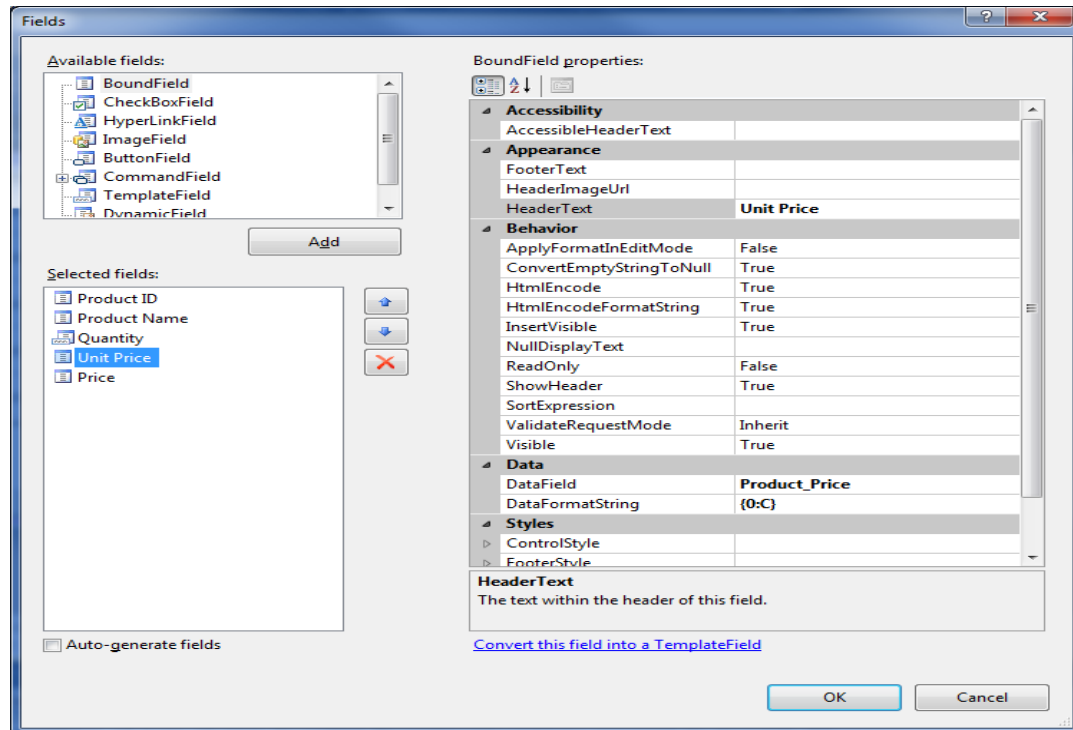 Fields
?
Available fields:
BoundField
CheckBoxField
HyperLinkField
ImageField
ButtonField
CommandField
TemplateField
DynamicField
Add
Selected fields:
Product ID
Product Name
Quantity
Unit Price
Price
Auto-generate fields
BoundField properties:
Accessibility
AccessibleHeaderText
Appearance
FooterText
HeaderImageUrl
HeaderText Unit Price
Behavior
ApplyFormatInEditMode False
ConvertEmptyStringToNull True
HtmlEncode True
HtmlEncodeFormatString True
InsertVisible True
NullDisplayText
ReadOnly False
ShowHeader True
SortExpression
ValidateRequestMode Inherit
Visible True
Data
DataField Product_Price
DataFormatString {0:C}
Styles
ControlStyle
FooterStyle
HeaderText
The text within the header of this field.
Convert this field into a TemplateField
OK Cancel